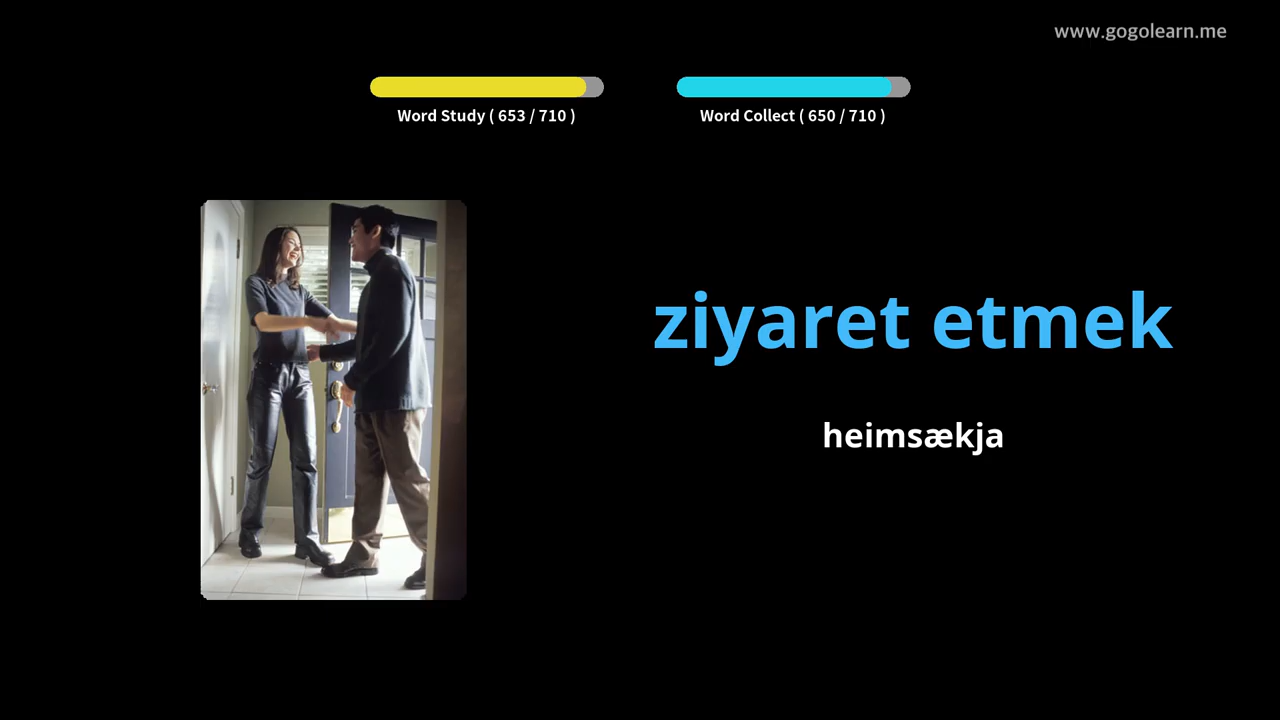 www.gogolearn.me
Word Study ( 653 / 710 )
Word Collect ( 650 / 710 )
ziyaret etmek
heimsækja